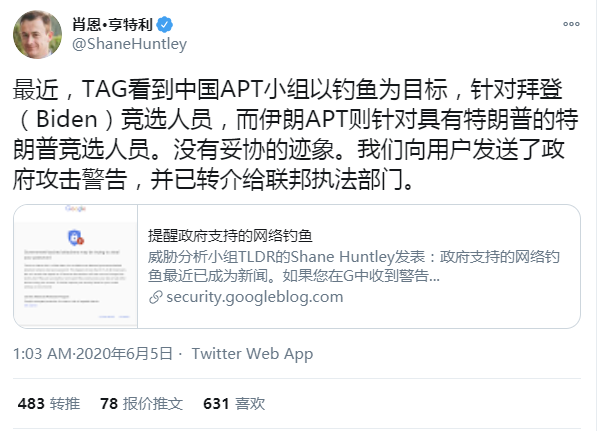 肖恩·亨特利
@ShaneHuntley
最近，TAG看到中国APT小组以钓鱼为目标，针对拜登
（Biden）竞选人员，而伊朗APT则针对具有特朗普的特
朗普竞选人员。没有妥协的迹象。我们向用户发送了政
府攻击警告，并已转介给联邦执法部门。
Google
提醒政府支持的网络钓鱼
威胁分析小组TLDR的Shane Huntley发表：政府支持的网络钓
鱼最近已成为新闻。如果您在G中收到警告...
security.googleblog.com
1:03 AM·2020年6月5日· Twitter Web App
483 转推 78 报价推文 631 喜欢